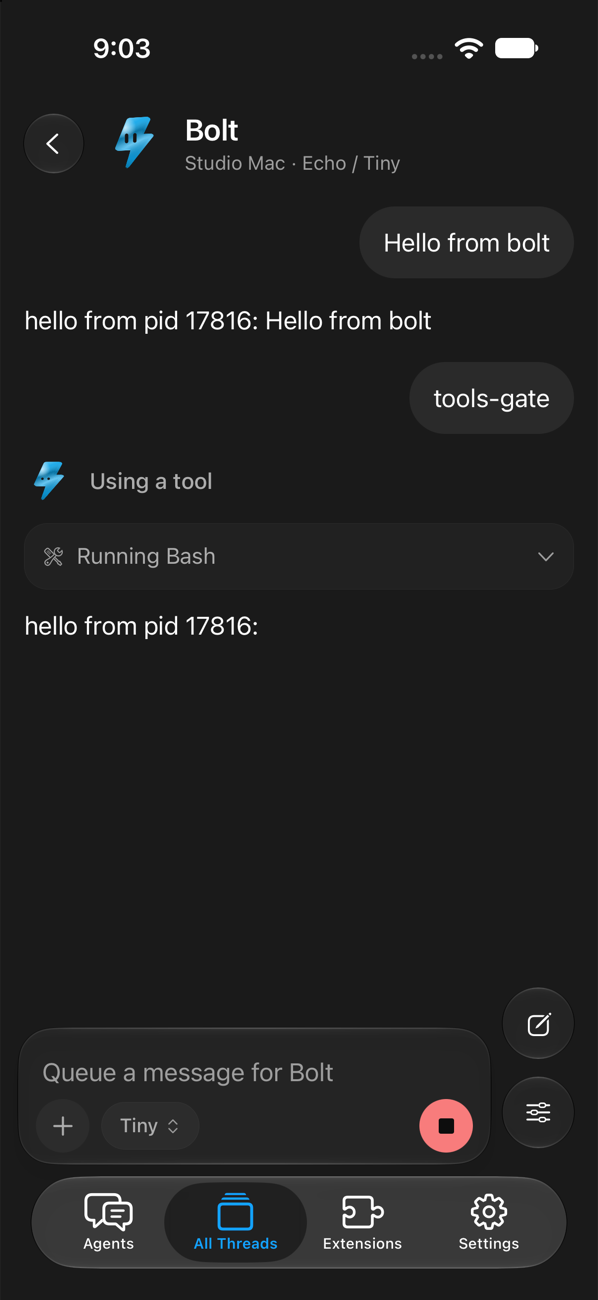 9:03
Bolt
Studio Mac · Echo / Tiny
Hello from bolt
hello from pid 17816: Hello from bolt
tools-gate
Using a tool
Running Bash
hello from pid 17816:
Queue a message for Bolt
Tiny
Agents
All Threads
Extensions
Settings